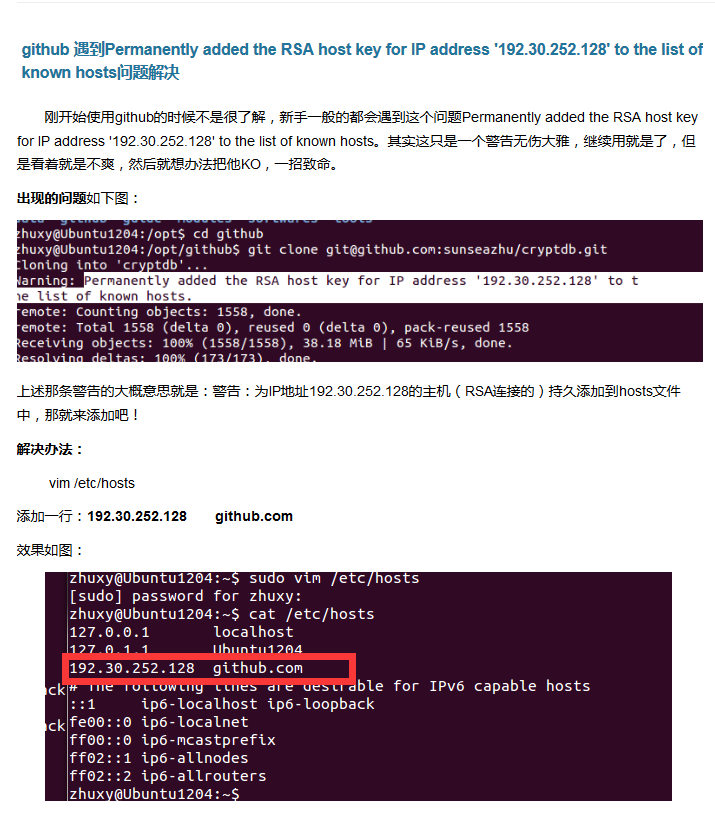 github 遇到Permanently added the RSA host key for IP address '192.30.252.128' to the list of
known hosts问题解决
刚开始使用github的时候不是很了解，新手一般的都会遇到这个问题Permanently added the RSA host key
for IP address '192.30.252.128' to the list of known hosts。其实这只是一个警告无伤大雅，继续用就是了，但
是看着就是不爽，然后就想办法把他KO，一招致命。
出现的问题如下图：
zhuxy@Ubuntu1204:/opt$ cd github
zhuxy@Ubuntu1204:/opt/github$ git clone git@github.com:sunseazhu/cryptdb.git
Cloning into 'cryptdb'...
Warning: Permanently added the RSA host key for IP address '192.30.252.128' to t
he list of known hosts.
remote: Counting objects: 1558, done.
remote: Total 1558 (delta 0), reused 0 (delta 0), pack-reused 1558
Receiving objects: 100% (1558/1558), 38.18 MiB | 65 KiB/s, done.
Resolving deltas: 100% (173/173), done.
上述那条警告的大概意思就是：警告：为IP地址192.30.252.128的主机（RSA连接的）持久添加到hosts文件
中，那就来添加吧！
解决办法：
vim /etc/hosts
添加一行：192.30.252.128 github.com
效果如图：
zhuxy@Ubuntu1204:~$ sudo vim /etc/hosts
[sudo] password for zhuxy:
zhuxy@Ubuntu1204:~$ cat /etc/hosts
127.0.0.1 localhost
127.0.1.1 Ubuntu1204
192.30.252.128 github.com
# The following lines are desirable for IPv6 capable hosts
::1 ip6-localhost ip6-loopback
fe00::0 ip6-localnet
ff00::0 ip6-mcastprefix
ff02::1 ip6-allnodes
ff02::2 ip6-allrouters
zhuxy@Ubuntu1204:~$